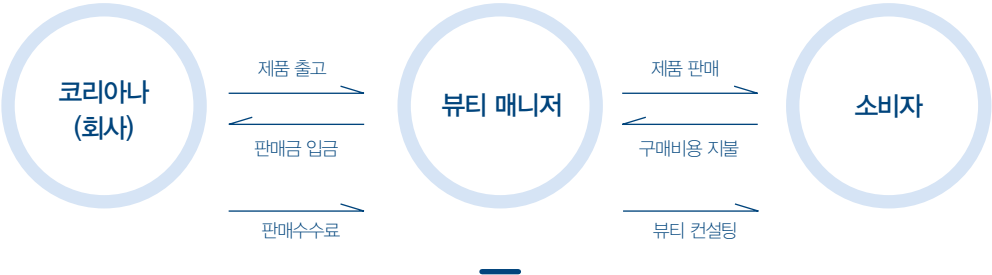 코리아나
(회사)
제품 출고
판매금 입금
판매수수료
뷰티 매니저
제품 판매
구매비용 지불
뷰티 컨설팅
소비자